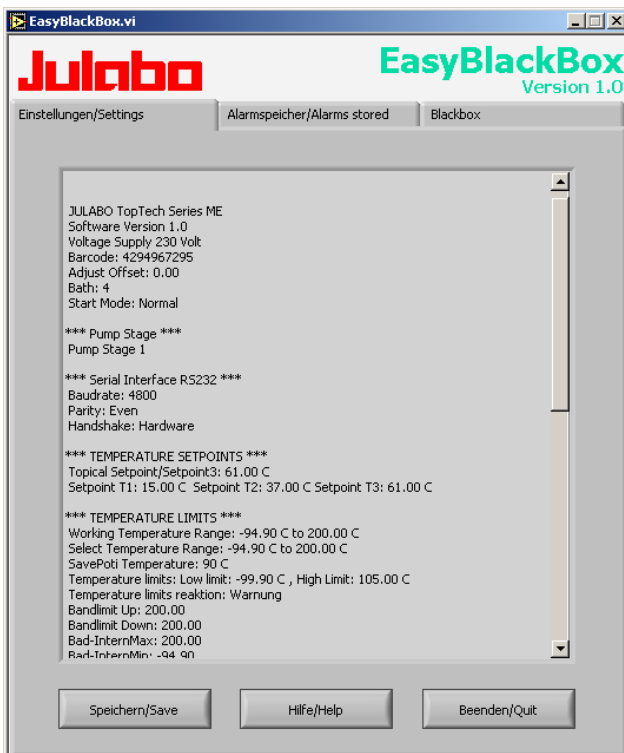 EasyBlackBox.vi
Julabo
EasyBlackBox
Version 1.0
Einstellungen/Settings
Alarmspeicher/Alarms stored
Blackbox
JULABO TopTech Series ME
Software Version 1.0
Voltage Supply 230 Volt
Barcode: 4294967295
Adjust Offset: 0.00
Bath: 4
Start Mode: Normal
*** Pump Stage ***
Pump Stage 1
*** Serial Interface RS232 ***
Baudrate: 4800
Parity: Even
Handshake: Hardware
*** TEMPERATURE SETPOINTS ***
Topical Setpoint/Setpoint3: 61.00 C
Setpoint T1: 15.00 C Setpoint T2: 37.00 C Setpoint T3: 61.00 C
*** TEMPERATURE LIMITS ***
Working Temperature Range: -94.90 C to 200.00 C
Select Temperature Range: -94.90 C to 200.00 C
SavePoti Temperature: 90 C
Temperature limits: Low limit: -99.90 C , High Limit: 105.00 C
Temperature limits reaktion: Warnung
Bandlimit Up: 200.00
Bandlimit Down: 200.00
Bad-InternMax: 200.00
Bad-InternMin: -94.90
Speichern/Save
Hilfe/Help
Beenden/Quit